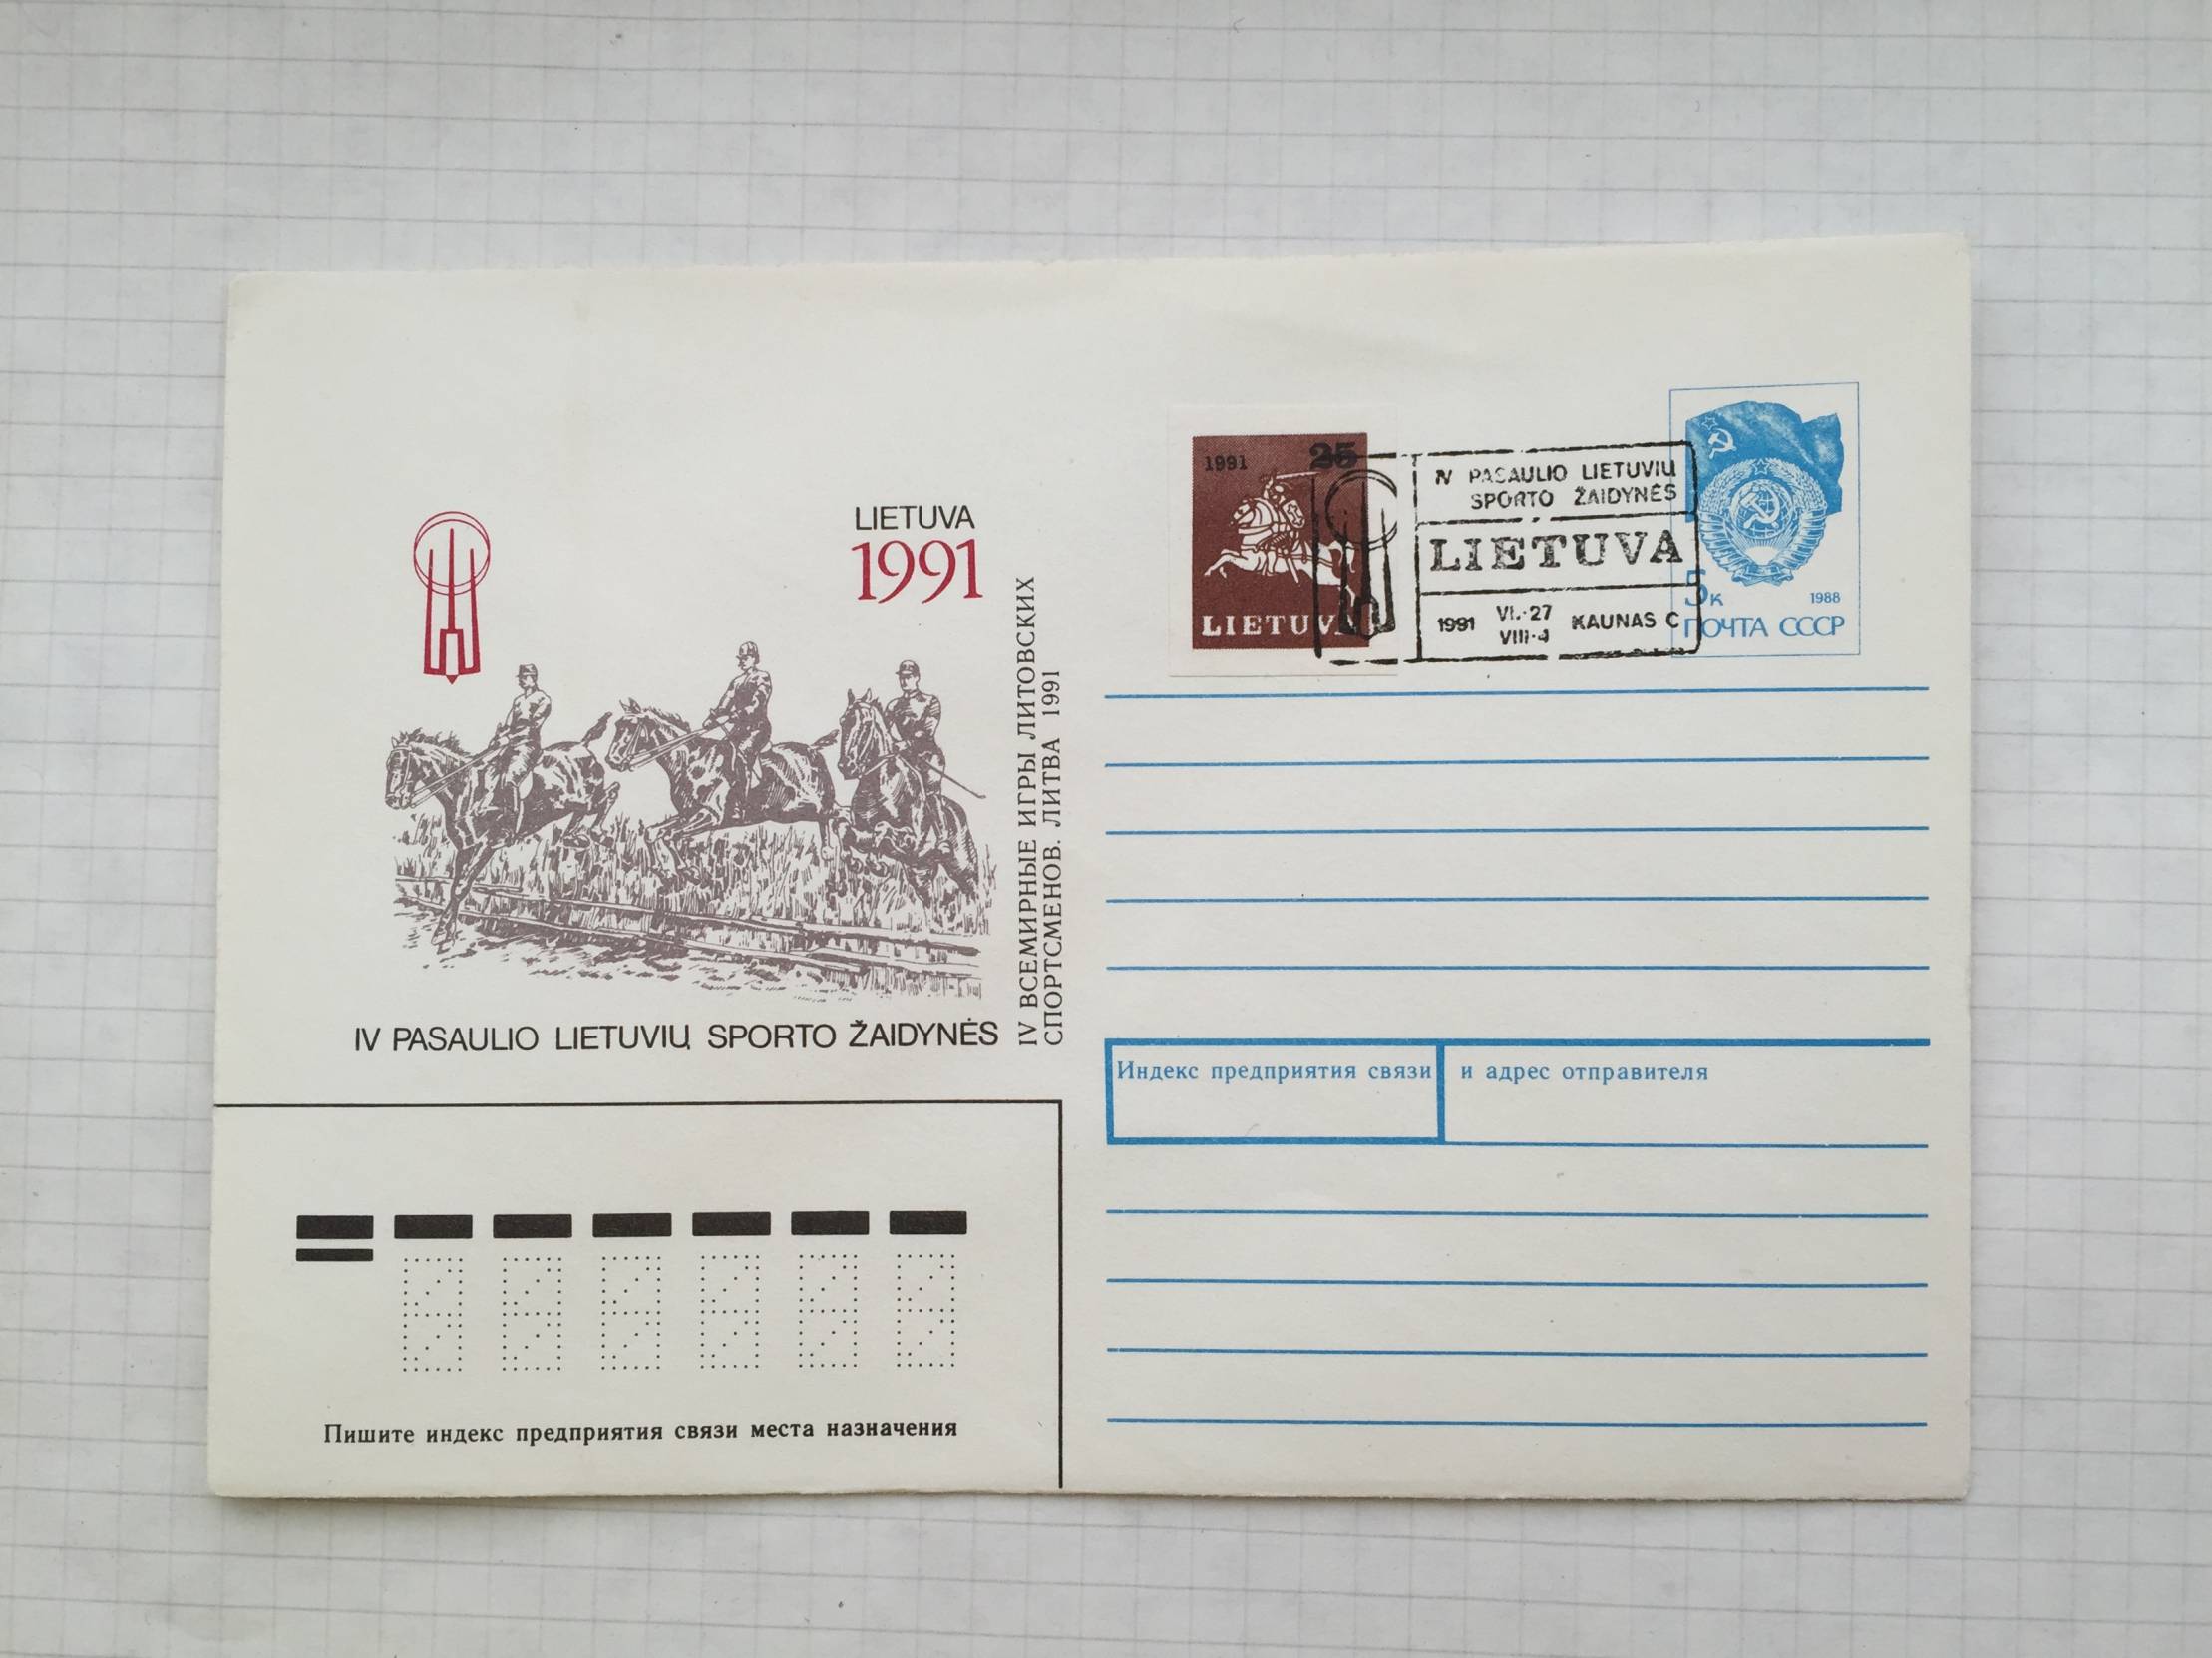 LIETUVA
1991
IV PASAULIO LIETUVIŲ SPORTO ŽAIDYNĖS
IV ВСЕМИРНЫЕ ИГРЫ ЛИТОВСКИХ
СПОРТСМЕНОВ. ЛИТВА 1991
1991 25
LIETUVA
IV PASAULIO LIETUVIŲ
SPORTO ŽAIDYNĖS
LIETUVA
1991 VI.-27
VIII-4 KAUNAS C
5к 1988
ПОЧТА СССР
Индекс предприятия связи и адрес отправителя
Пишите индекс предприятия связи места назначения